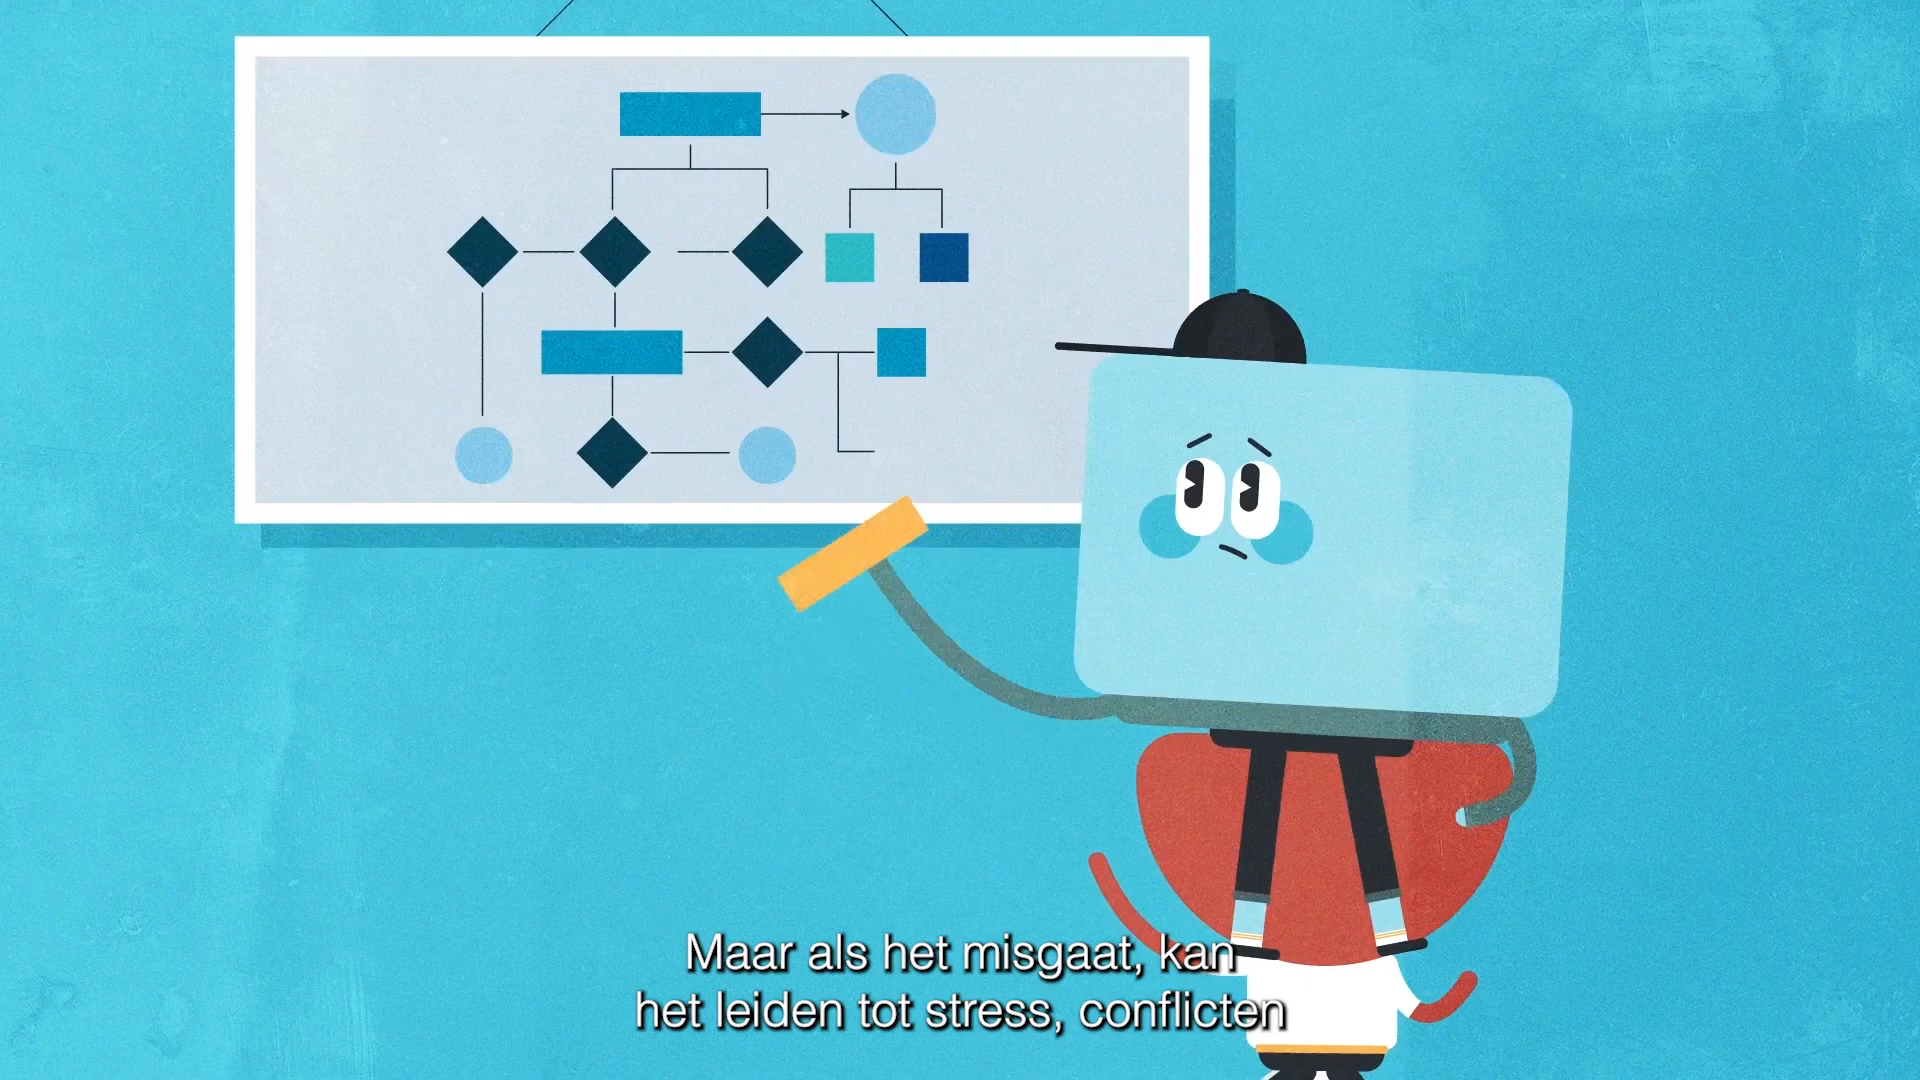 Maar als het misgaat, kan
het leiden tot stress, conflicten